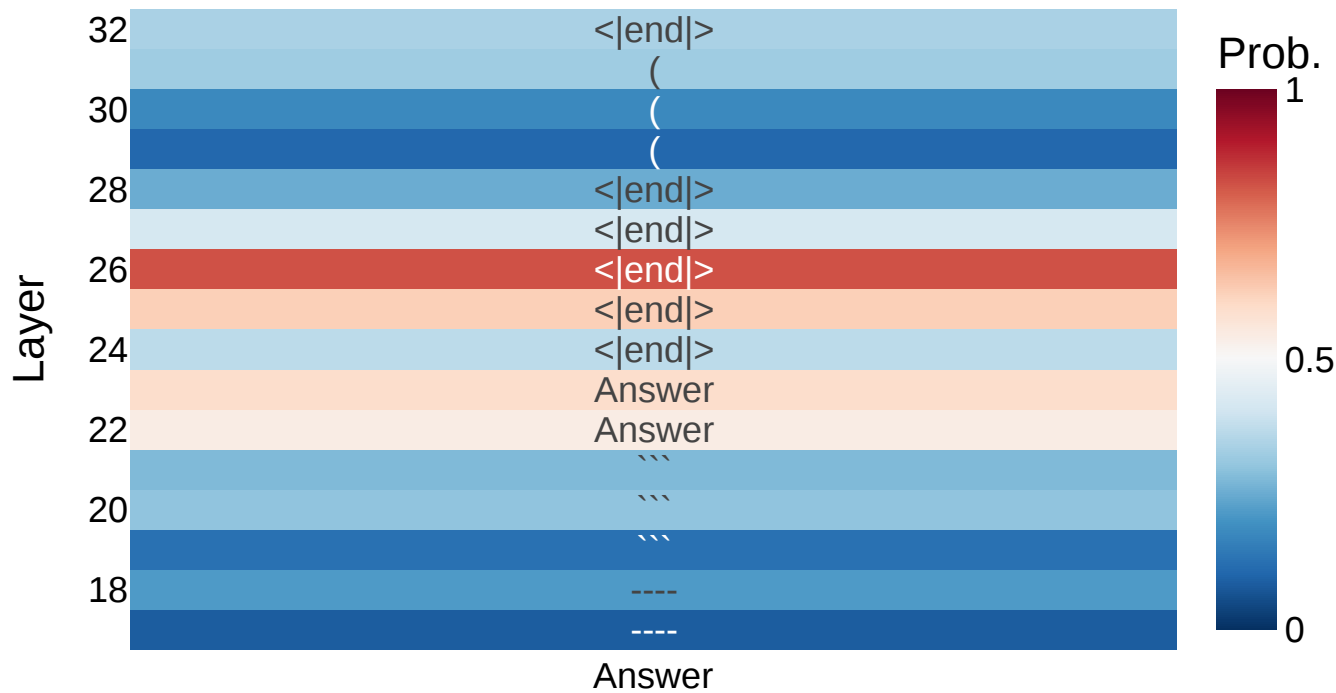 32 <|end|>
Prob.
(
1
30 (
(
28 <|end|>
<|end|>
26 <|end|>
<|end|>
Layer
24 <|end|>
0.5
Answer
22 Answer
```
20 ```
```
18 ----
----
0
Answer